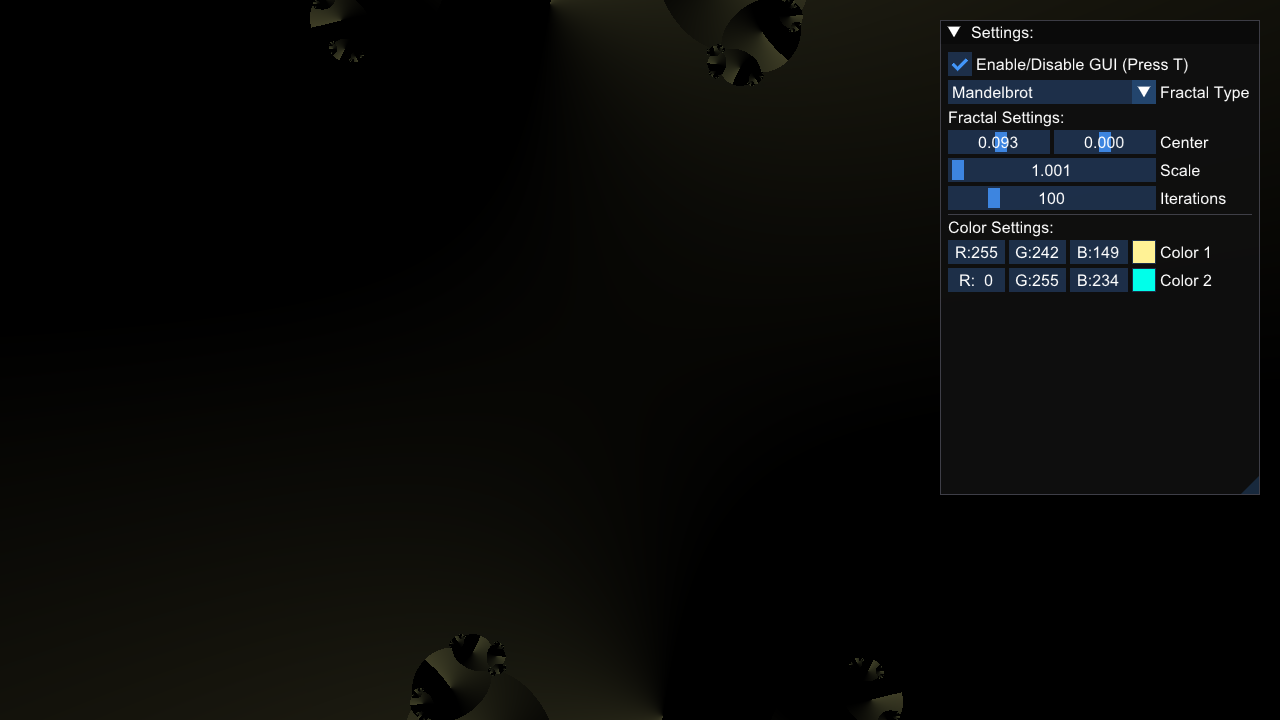 Settings:
Enable/Disable GUI (Press T)
Mandelbrot Fractal Type
Fractal Settings:
0.093 0.000 Center
1.001 Scale
100 Iterations
Color Settings:
R:255 G:242 B:149 Color 1
R: 0 G:255 B:234 Color 2